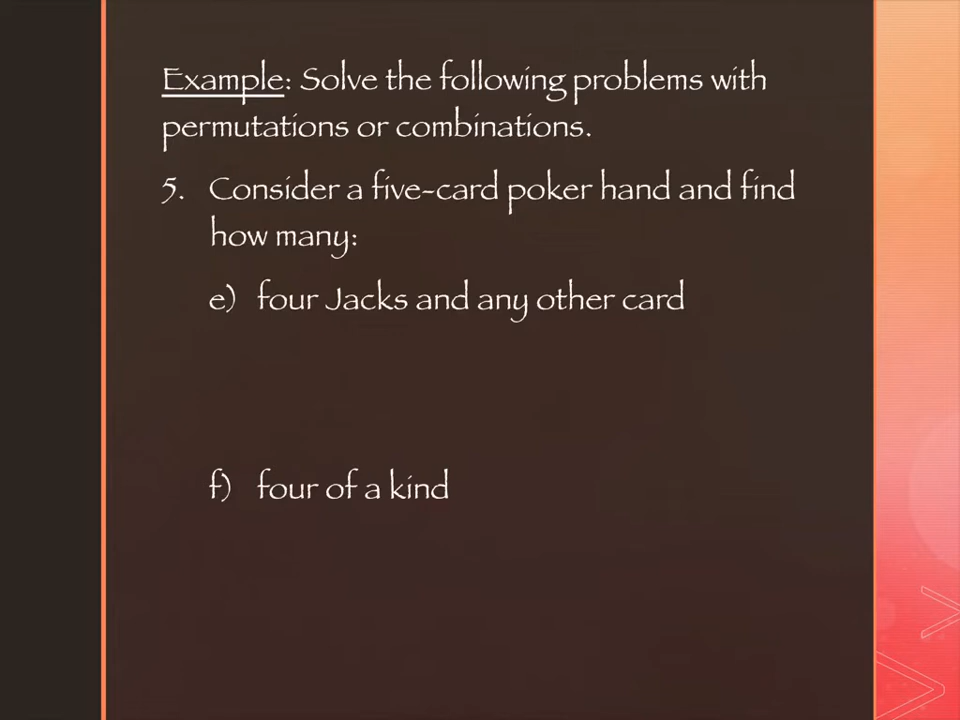 Example: Solve the following problems with
permutations or combinations.
5. Consider a five-card poker hand and find
how many:
e) four Jacks and any other card
f) four of a kind